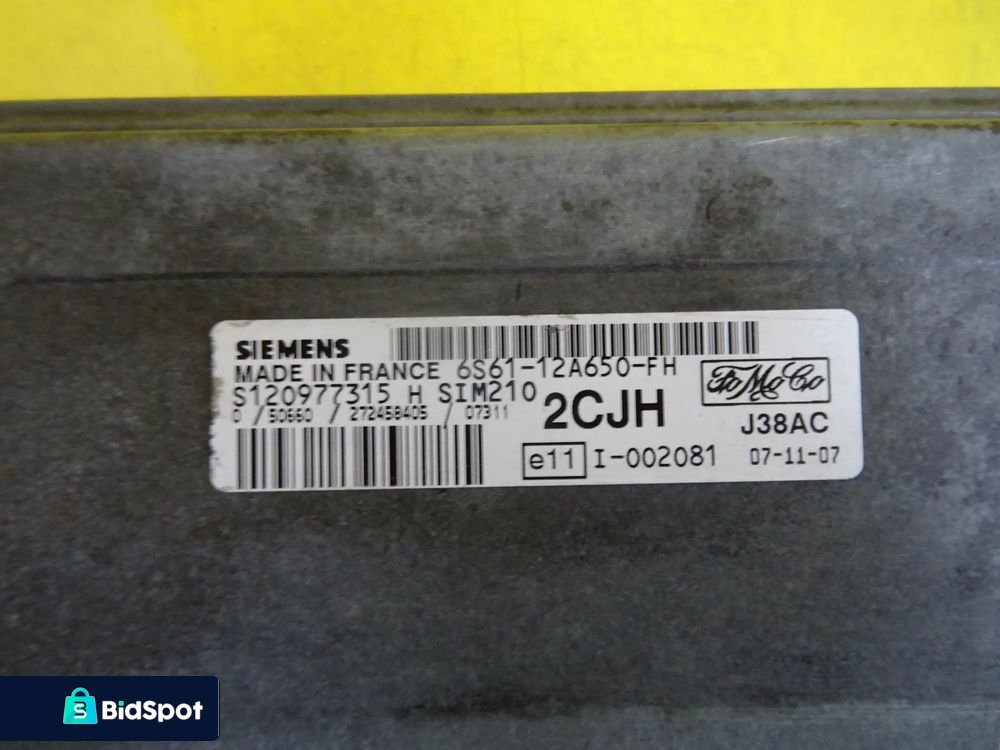 SIEMENS
MADE IN FRANCE 6S61-12A650-FH
S120977315 H SIM210
0 / 50660 / 272458405 / 07311
2CJH
FoMoCo
J38AC
e11 I-002081 07-11-07
BidSpot